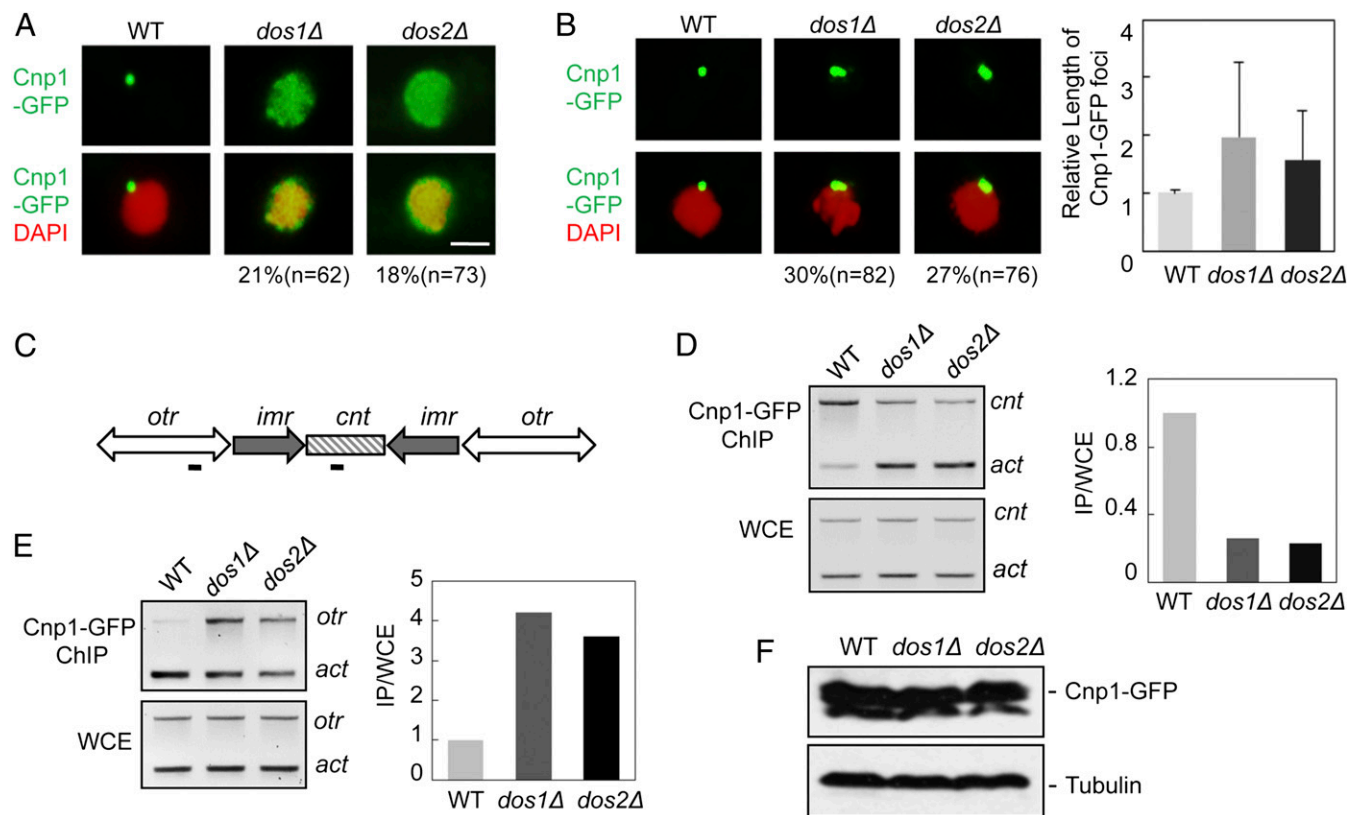 A
WT dos1Δ dos2Δ
Cnp1
-GFP
Cnp1
-GFP
DAPI
21%(n=62) 18%(n=73)
B
WT dos1Δ dos2Δ
Cnp1
-GFP
Cnp1
-GFP
DAPI
30%(n=82) 27%(n=76)
Relative Length of
Cnp1-GFP foci
4
3
2
1
0
WT dos1Δ dos2Δ
C
otr imr cnt imr otr
D
WT dos1Δ dos2Δ
Cnp1-GFP
ChIP
cnt
act
WCE
cnt
act
IP/WCE
1.2
0.8
0.4
0
WT dos1Δ dos2Δ
E
WT dos1Δ dos2Δ
Cnp1-GFP
ChIP
otr
act
WCE
otr
act
IP/WCE
5
4
3
2
1
0
WT dos1Δ dos2Δ
F
WT dos1Δ dos2Δ
- Cnp1-GFP
- Tubulin